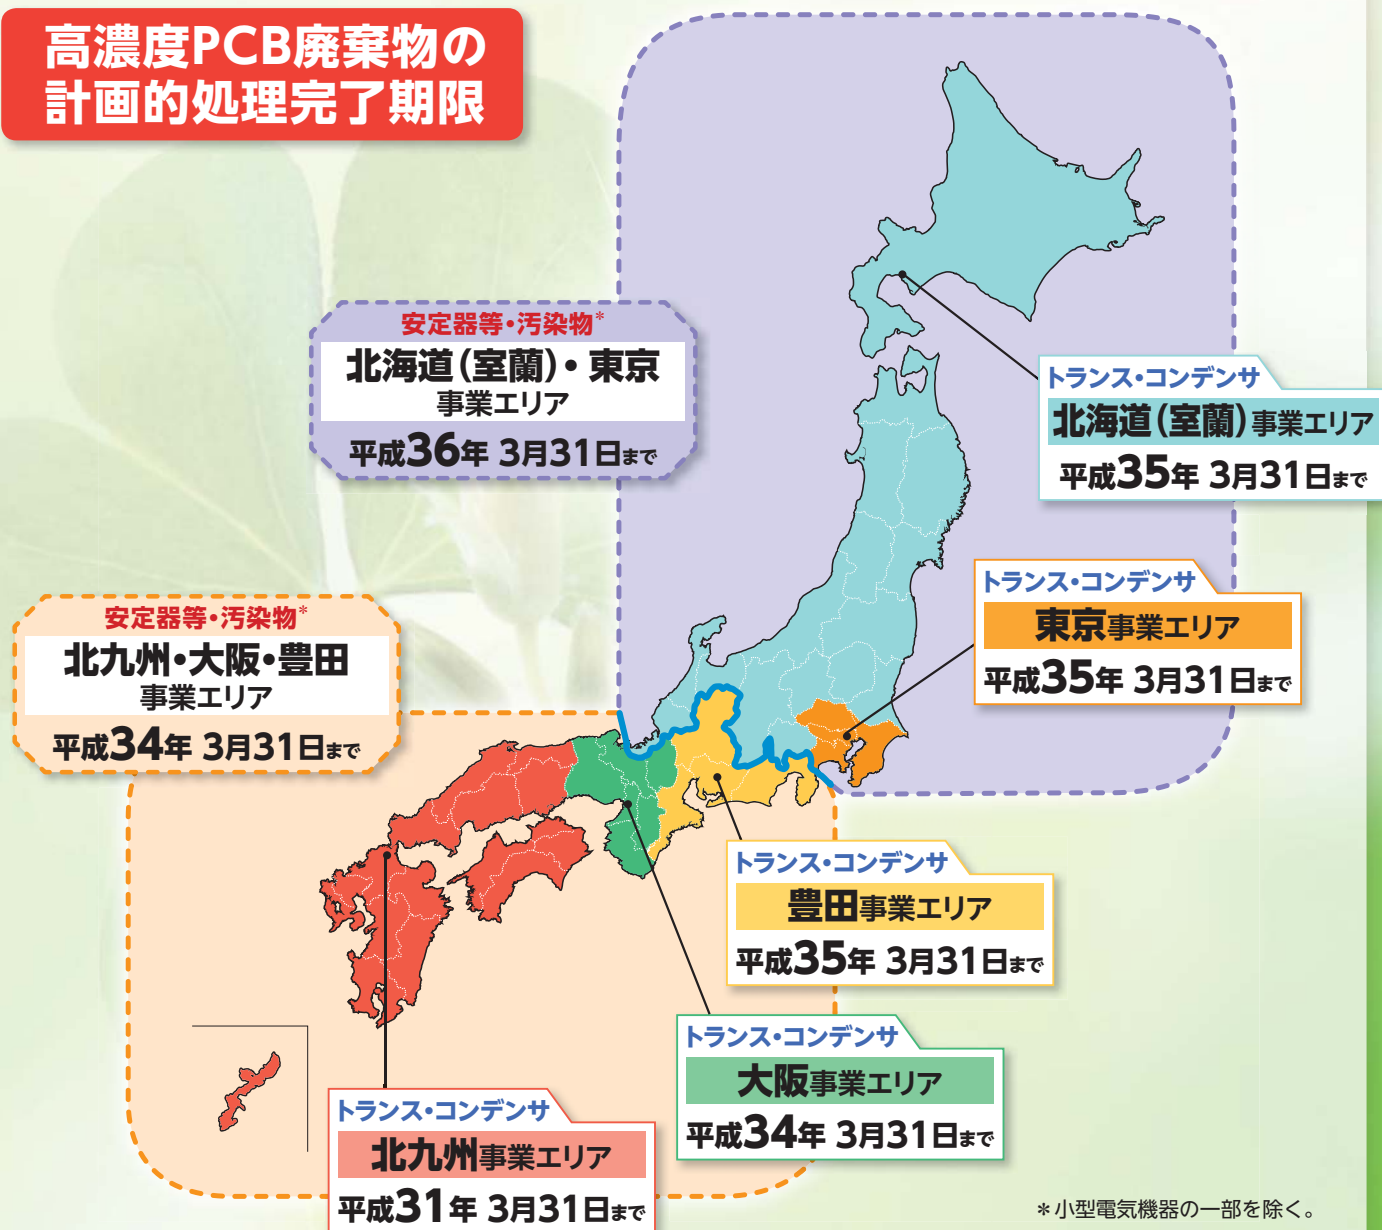 高濃度PCB廃棄物の
計画的処理完了期限
安定器等・汚染物*
北海道(室蘭)・東京
事業エリア
平成36年 3月31日まで
トランス・コンデンサ
北海道(室蘭)事業エリア
平成35年 3月31日まで
トランス・コンデンサ
東京事業エリア
平成35年 3月31日まで
安定器等・汚染物*
北九州・大阪・豊田
事業エリア
平成34年 3月31日まで
トランス・コンデンサ
豊田事業エリア
平成35年 3月31日まで
トランス・コンデンサ
大阪事業エリア
平成34年 3月31日まで
トランス・コンデンサ
北九州事業エリア
平成31年 3月31日まで
*小型電気機器の一部を除く。